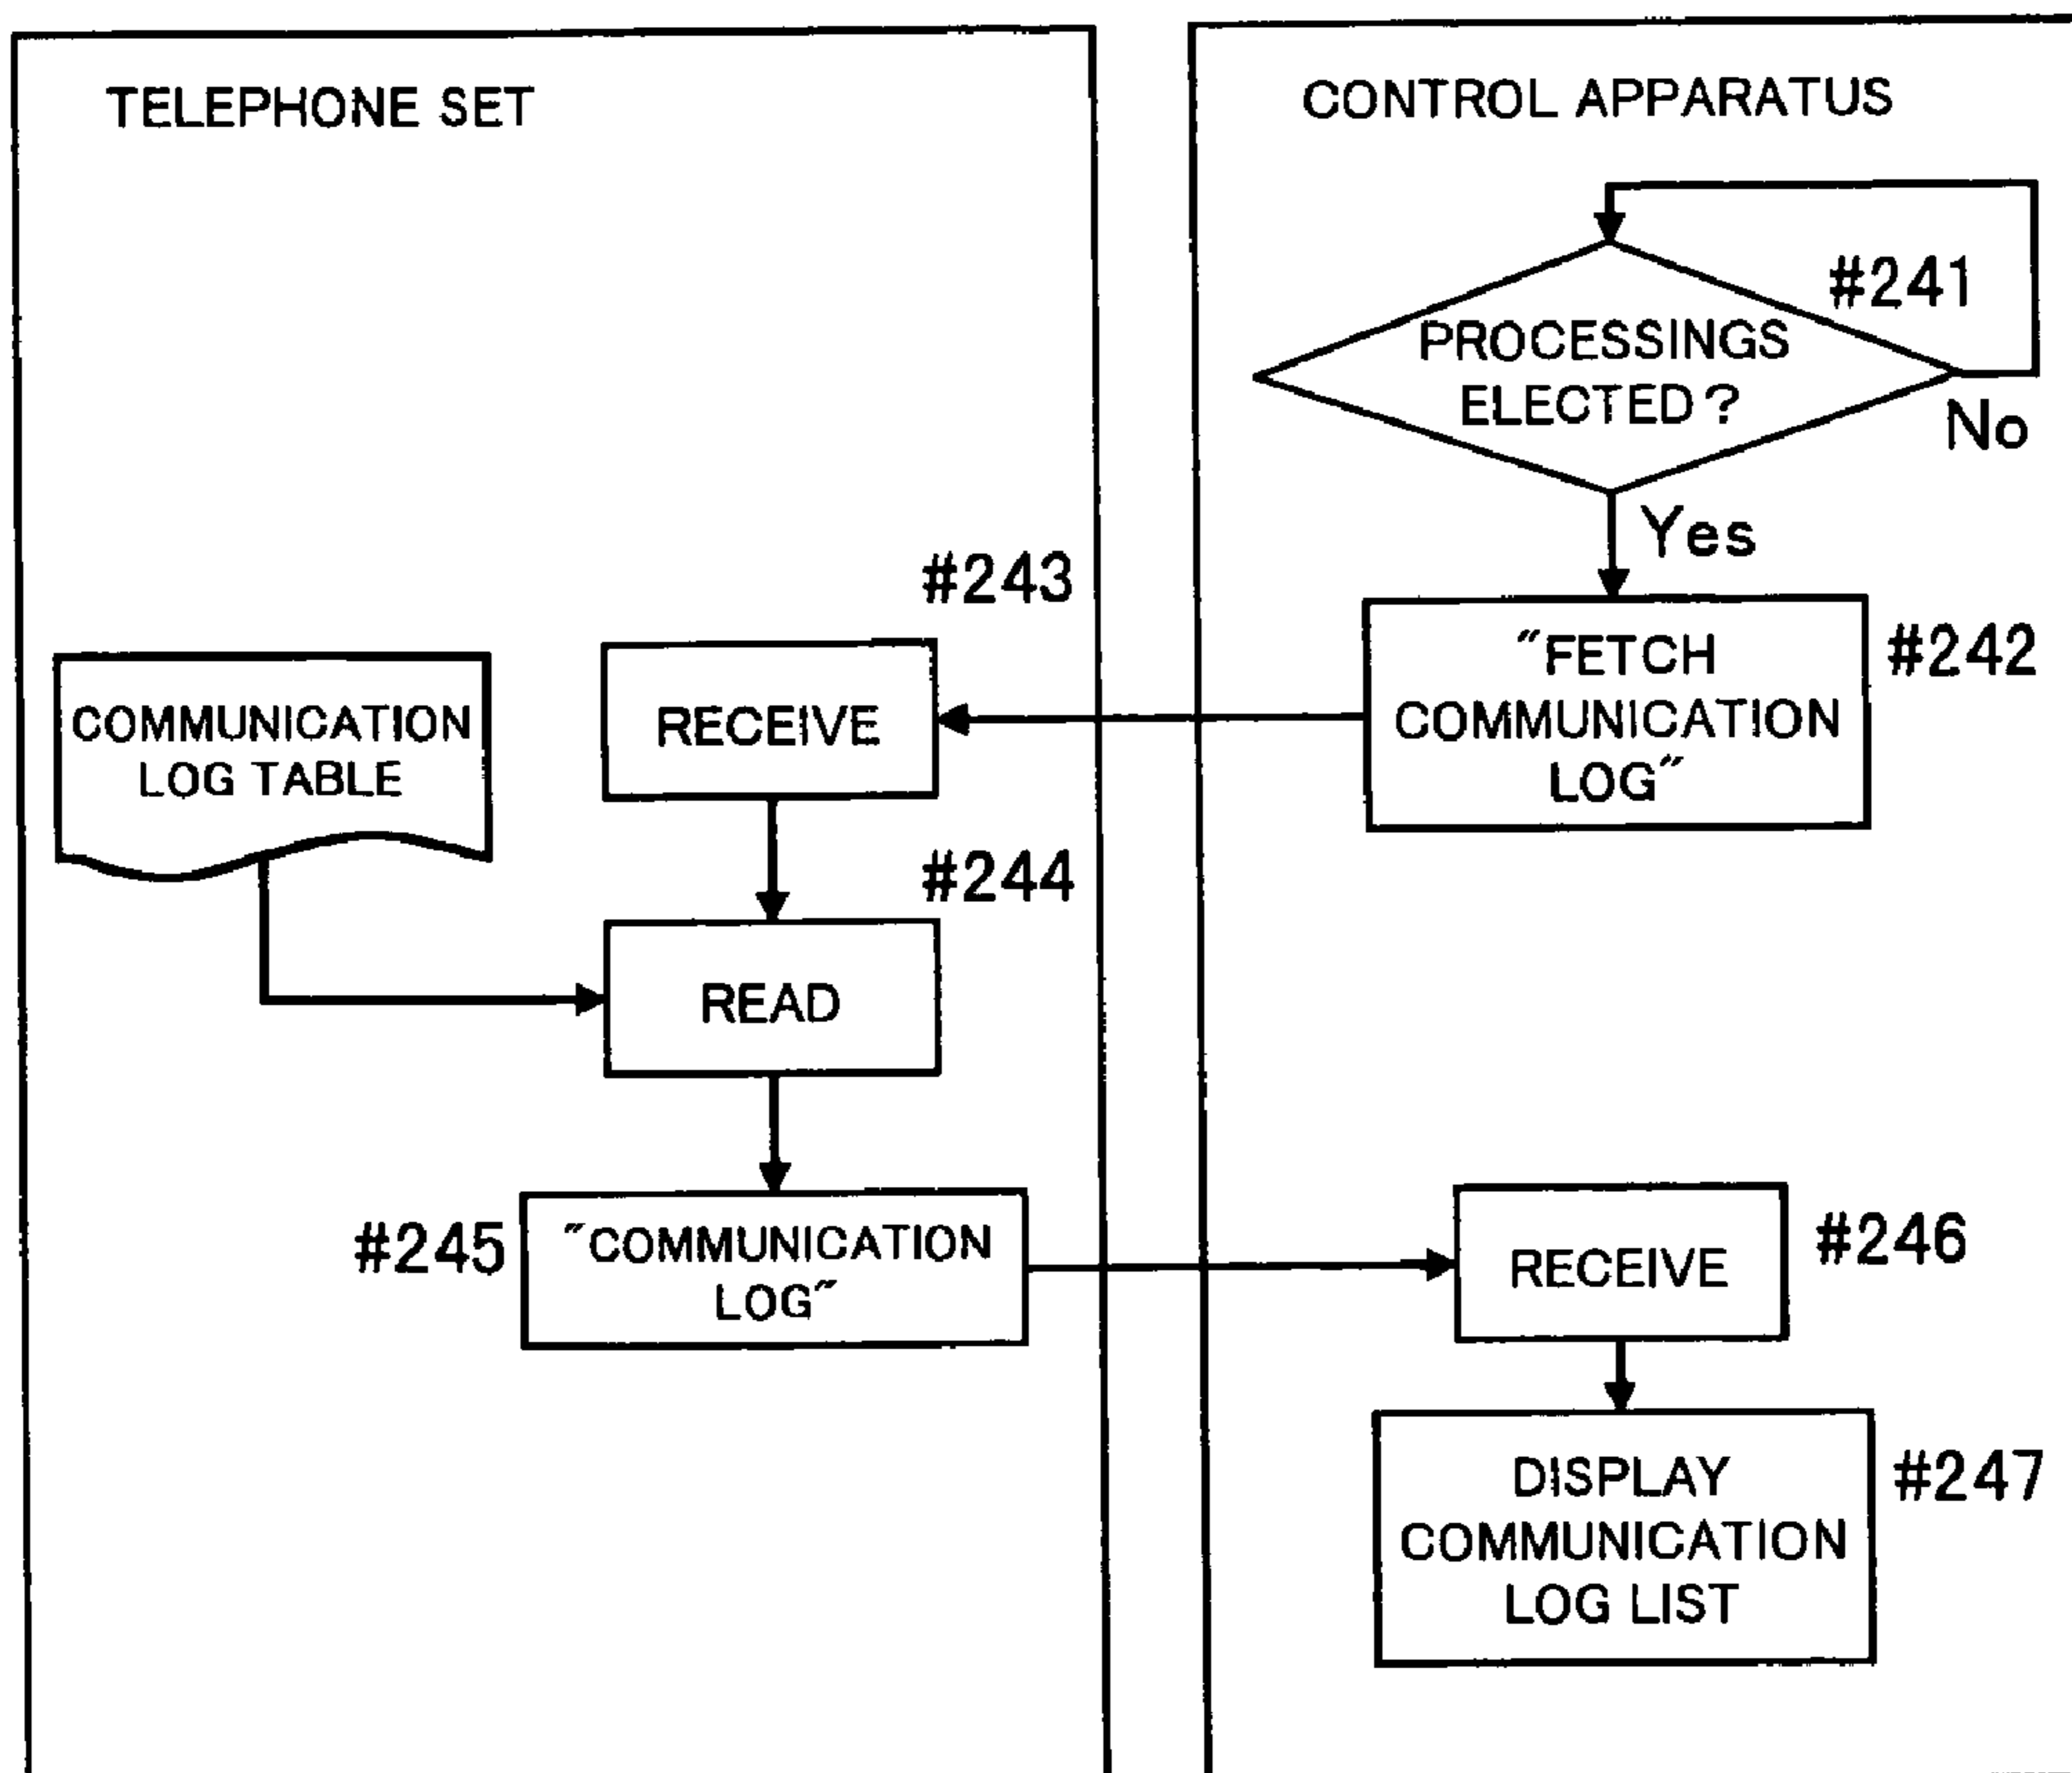 TELEPHONE SET
CONTROL APPARATUS
#241
PROCESSINGS
ELECTED ?
No
Yes
#243
"FETCH
COMMUNICATION
LOG"
#242
COMMUNICATION
LOG TABLE
RECEIVE
#244
READ
#245
"COMMUNICATION
LOG"
RECEIVE
#246
DISPLAY
COMMUNICATION
LOG LIST
#247